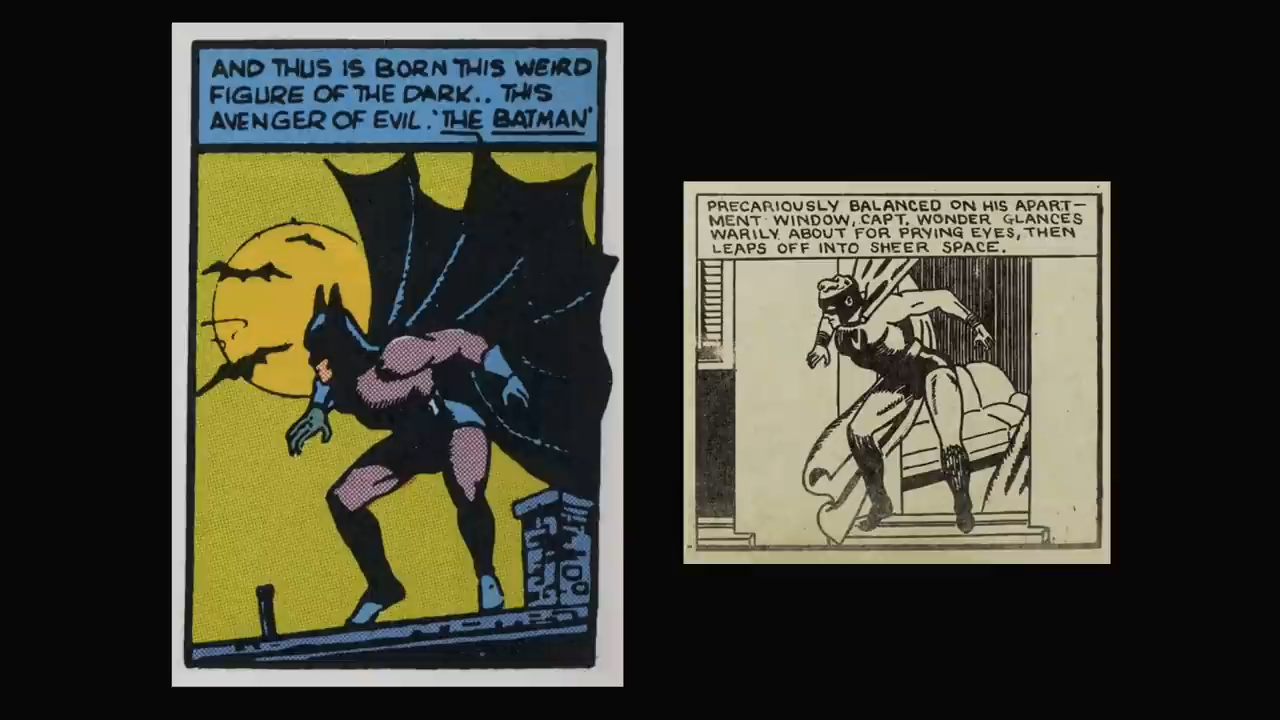 AND THUS IS BORN THIS WEIRD
FIGURE OF THE DARK.. THIS
AVENGER OF EVIL. 'THE BATMAN'
PRECARIOUSLY BALANCED ON HIS APART-
MENT WINDOW, CAPT. WONDER GLANCES
WARILY ABOUT FOR PRYING EYES, THEN
LEAPS OFF INTO SHEER SPACE.